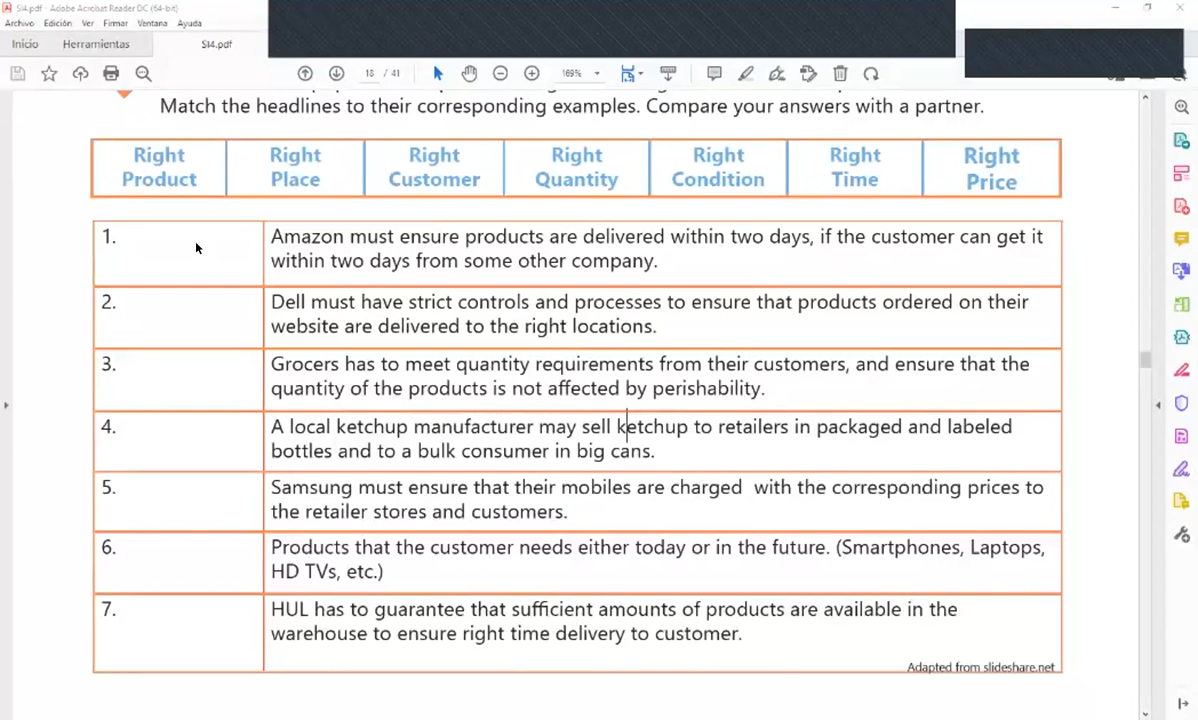 SI4.pdf - Adobe Acrobat Reader DC (64-bit)
Archivo Edición Ver Firmar Ventana Ayuda
Inicio Herramientas SI4.pdf
18 / 41 169%
Match the headlines to their corresponding examples. Compare your answers with a partner.
Right Product
Right Place
Right Customer
Right Quantity
Right Condition
Right Time
Right Price
1. Amazon must ensure products are delivered within two days, if the customer can get it
within two days from some other company.
2. Dell must have strict controls and processes to ensure that products ordered on their
website are delivered to the right locations.
3. Grocers has to meet quantity requirements from their customers, and ensure that the
quantity of the products is not affected by perishability.
4. A local ketchup manufacturer may sell ketchup to retailers in packaged and labeled
bottles and to a bulk consumer in big cans.
5. Samsung must ensure that their mobiles are charged with the corresponding prices to
the retailer stores and customers.
6. Products that the customer needs either today or in the future. (Smartphones, Laptops,
HD TVs, etc.)
7. HUL has to guarantee that sufficient amounts of products are available in the
warehouse to ensure right time delivery to customer.
Adapted from slideshare.net